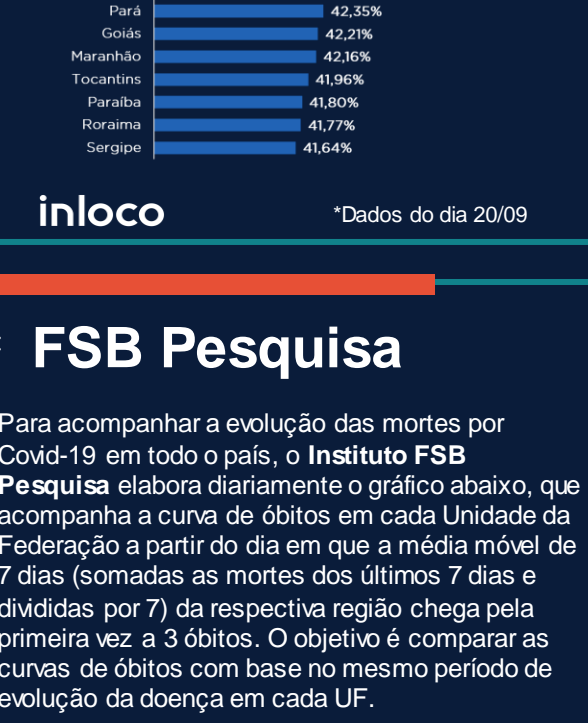 Pará 42,35%
Goiás 42,21%
Maranhão 42,16%
Tocantins 41,96%
Paraíba 41,80%
Roraima 41,77%
Sergipe 41,64%
inloco *Dados do dia 20/09
FSB Pesquisa
Para acompanhar a evolução das mortes por
Covid-19 em todo o país, o Instituto FSB
Pesquisa elabora diariamente o gráfico abaixo, que
acompanha a curva de óbitos em cada Unidade da
Federação a partir do dia em que a média móvel de
7 dias (somadas as mortes dos últimos 7 dias e
divididas por 7) da respectiva região chega pela
primeira vez a 3 óbitos. O objetivo é comparar as
curvas de óbitos com base no mesmo período de
evolução da doença em cada UF.